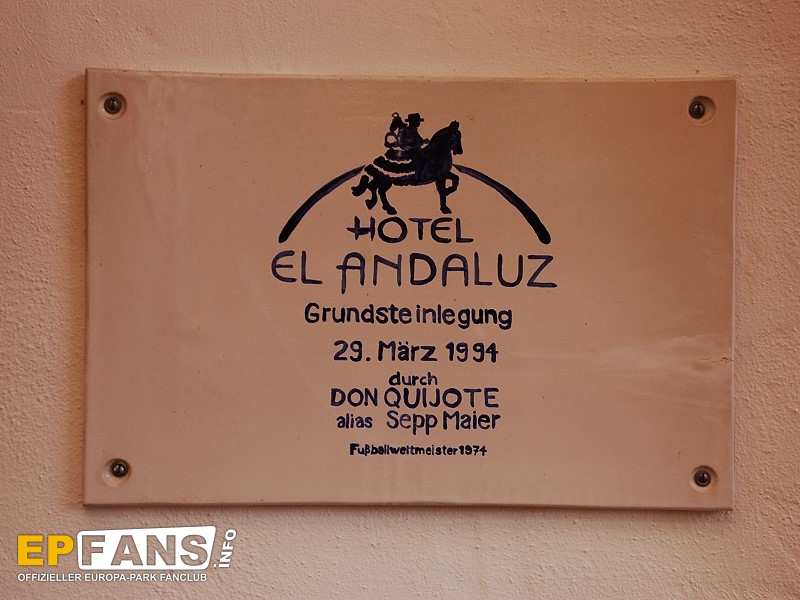 HOTEL
EL ANDALUZ
Grundsteinlegung
29. März 1994
durch
DON QUIJOTE
alias Sepp Maier
Fußballweltmeister 1974
EPFANS.INFO
OFFIZIELLER EUROPA-PARK FANCLUB